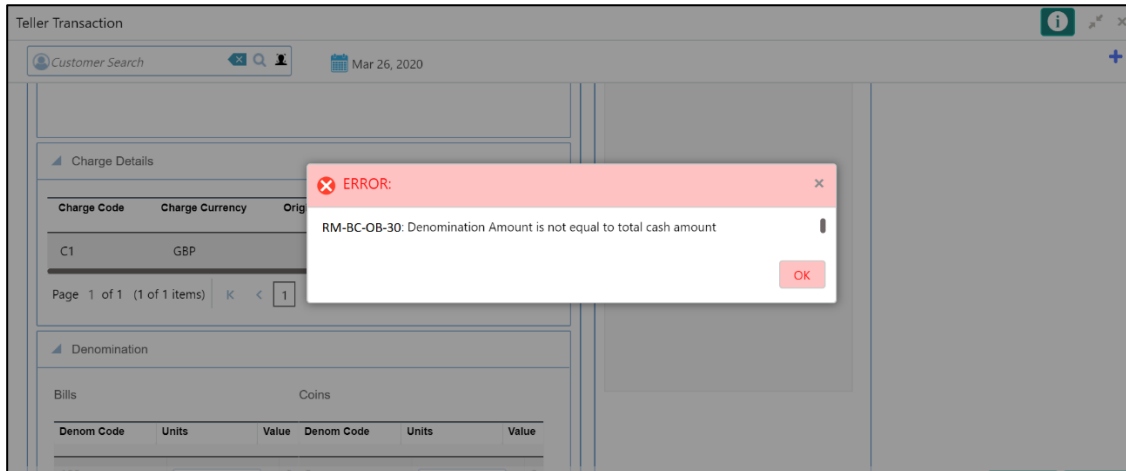 Teller Transaction
Customer Search
Mar 26, 2020
Charge Details
ERROR:
Charge Code Charge Currency Orig
RM-BC-OB-30: Denomination Amount is not equal to total cash amount
C1 GBP
OK
Page 1 of 1 (1 of 1 items) 1
Denomination
Bills Coins
Denom Code Units Value Denom Code Units Value